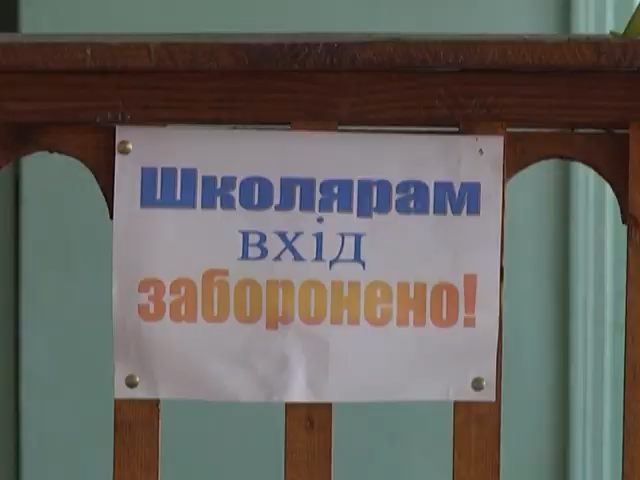 Школярам
вхід
заборонено!